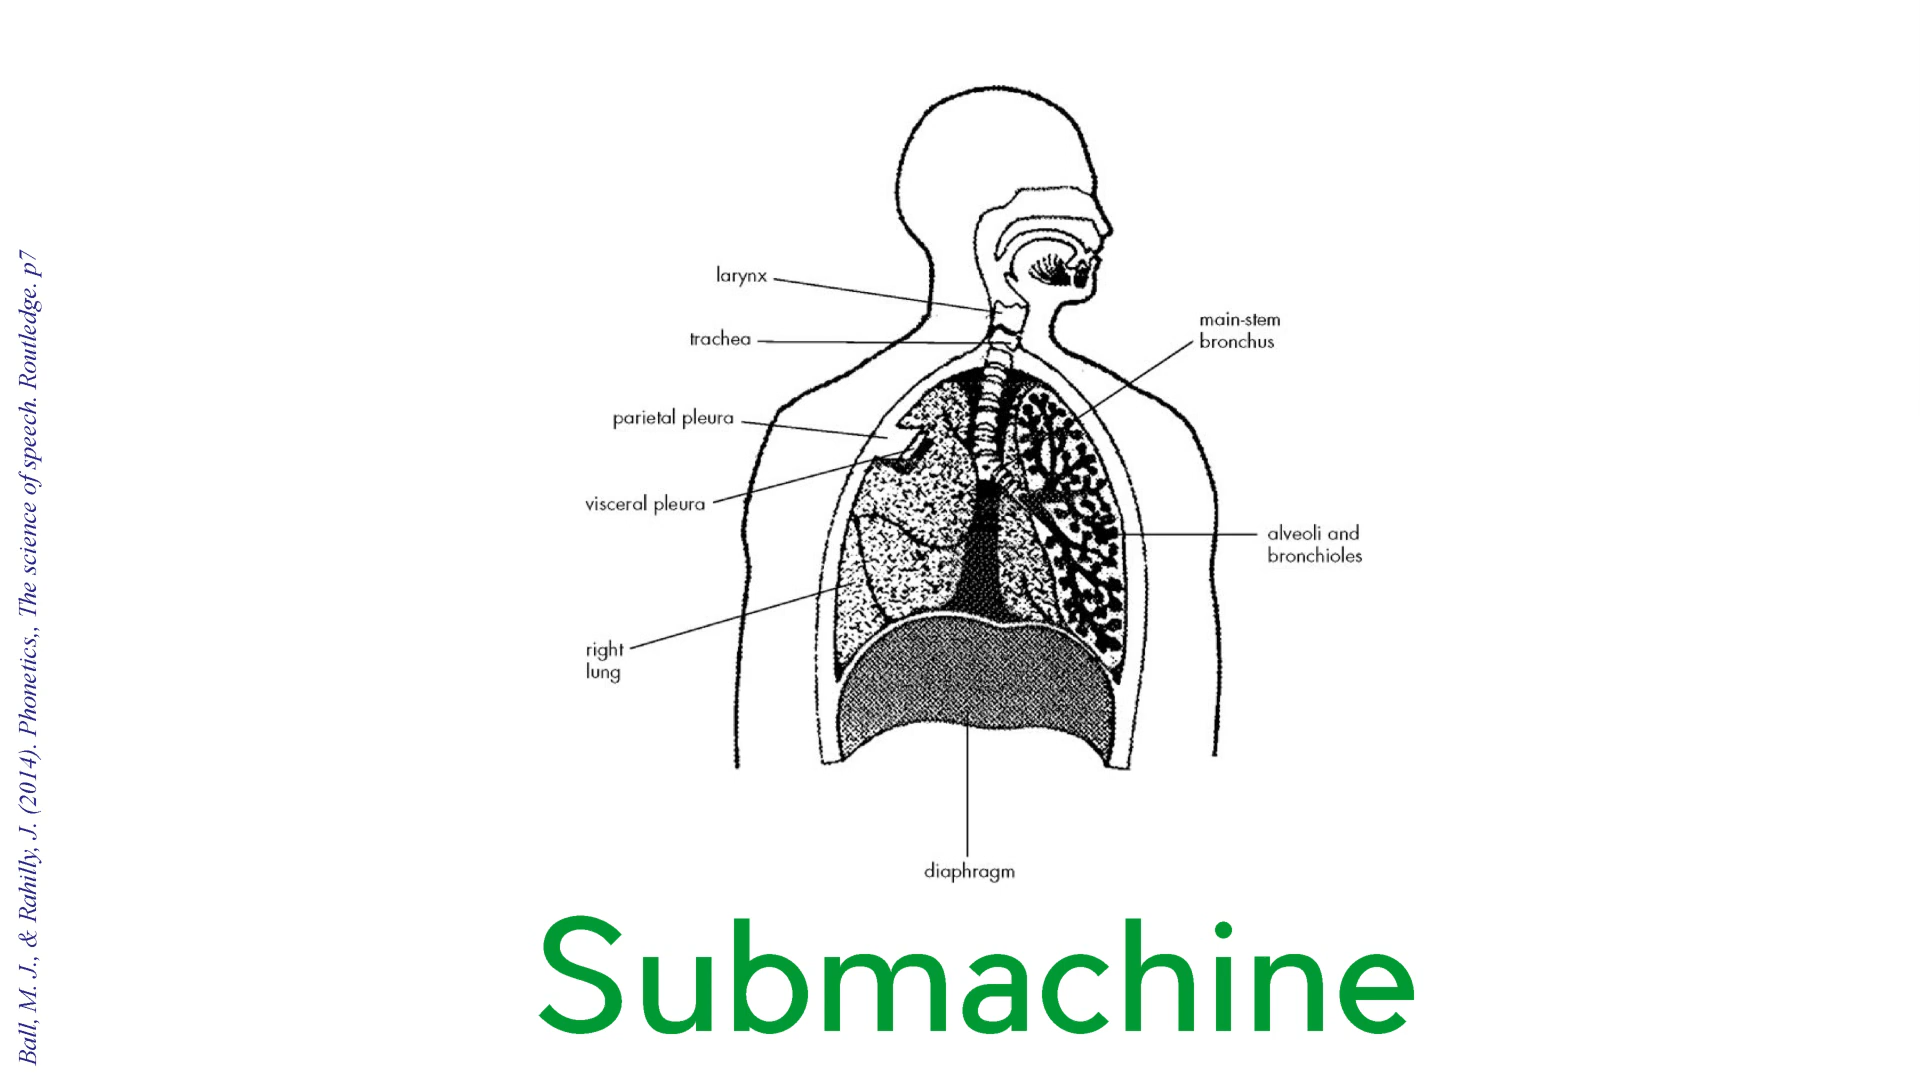 Ball, M. J., & Rahilly, J. (2014). Phonetics,, The science of speech. Routledge. p7
larynx
trachea
main-stem
bronchus
parietal pleura
visceral pleura
alveoli and
bronchioles
right
lung
diaphragm
Submachine